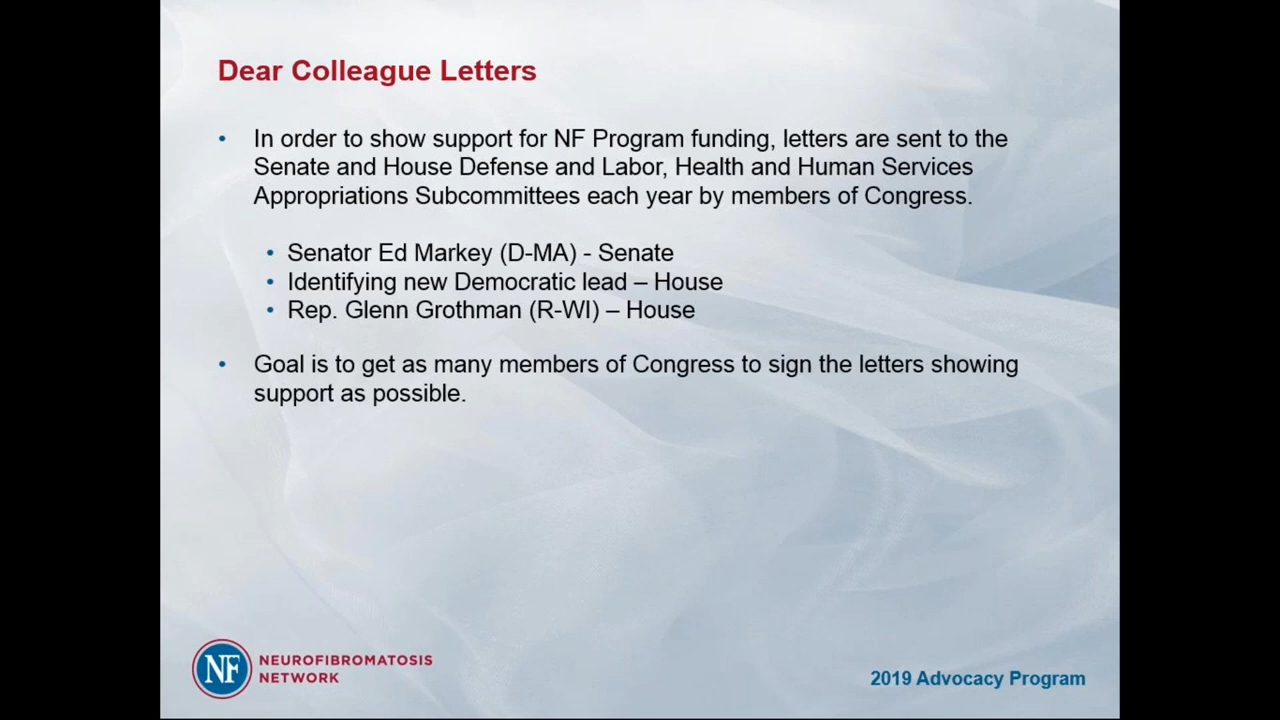 Dear Colleague Letters
• In order to show support for NF Program funding, letters are sent to the
Senate and House Defense and Labor, Health and Human Services
Appropriations Subcommittees each year by members of Congress.
• Senator Ed Markey (D-MA) - Senate
• Identifying new Democratic lead – House
• Rep. Glenn Grothman (R-WI) – House
• Goal is to get as many members of Congress to sign the letters showing
support as possible.
NF
NEUROFIBROMATOSIS
NETWORK
2019 Advocacy Program